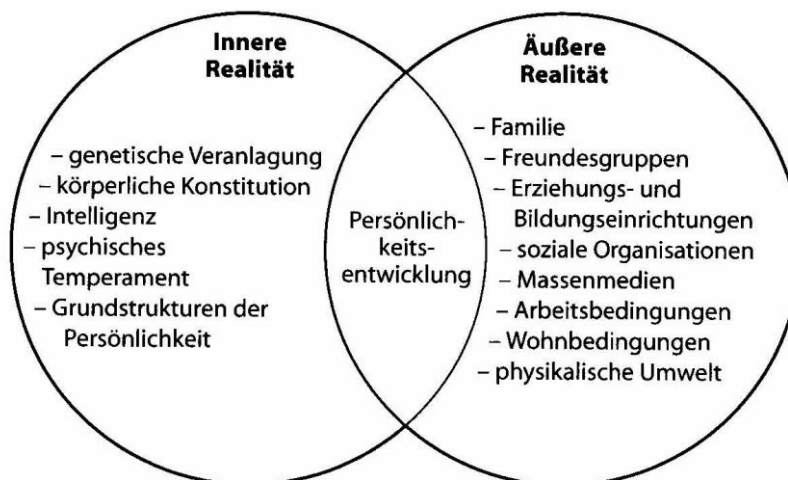 Innere
Realität
– genetische Veranlagung
– körperliche Konstitution
– Intelligenz
– psychisches
Temperament
– Grundstrukturen der
Persönlichkeit
Persönlich-
keits-
entwicklung
Äußere
Realität
– Familie
– Freundesgruppen
– Erziehungs- und
Bildungseinrichtungen
– soziale Organisationen
– Massenmedien
– Arbeitsbedingungen
– Wohnbedingungen
– physikalische Umwelt